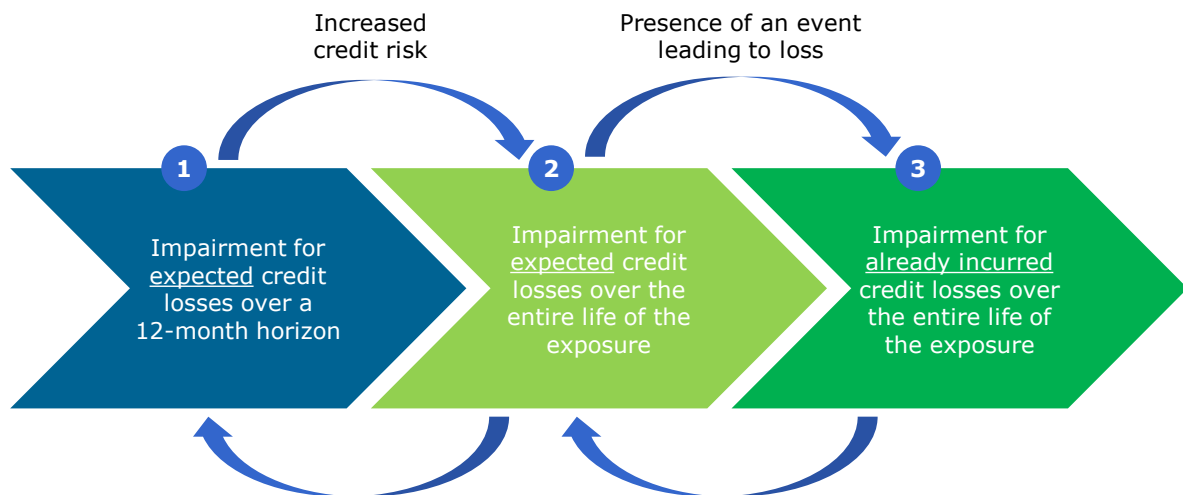 Increased
credit risk
Presence of an event
leading to loss
1
2
3
Impairment for
expected credit
losses over a
12-month horizon
Impairment for
expected credit
losses over the
entire life of the
exposure
Impairment for
already incurred
credit losses over
the entire life of
the exposure